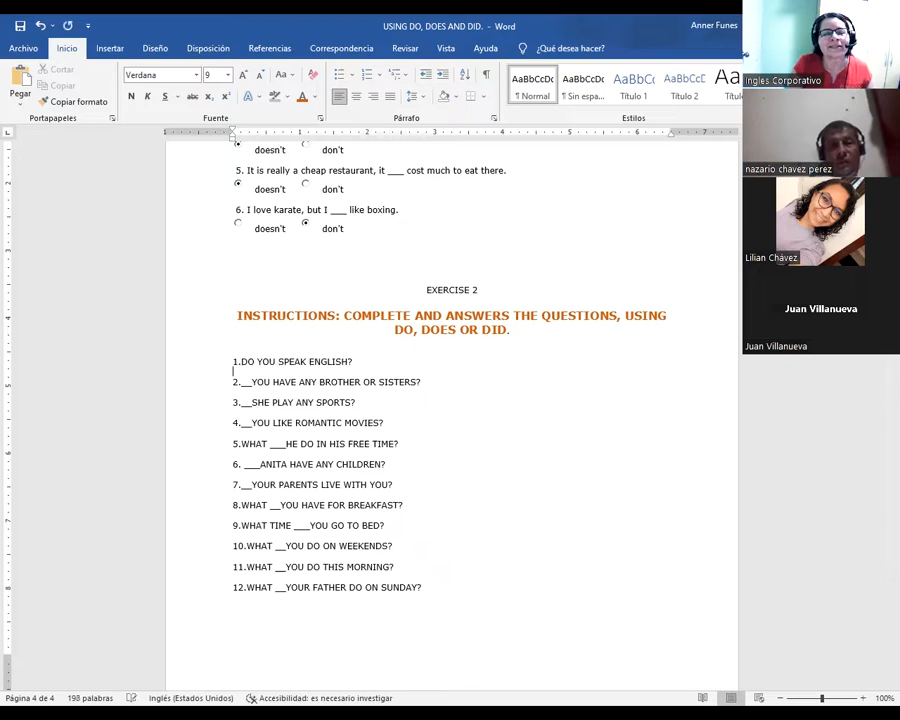 USING DO, DOES AND DID. - Word
Anner Funes
Archivo Inicio Insertar Diseño Disposición Referencias Correspondencia Revisar Vista Ayuda ¿Qué desea hacer?
Pegar
Cortar
Copiar
Copiar formato
Verdana 9
AaBbCcDc AaBbCcDc AaBbC( AaBbCcD Aa
¶ Normal ¶ Sin espa... Título 1 Título 2
Portapapeles Fuente Párrafo Estilos
doesn't don't
5. It is really a cheap restaurant, it ___ cost much to eat there.
doesn't don't
6. I love karate, but I ___ like boxing.
doesn't don't
EXERCISE 2
INSTRUCTIONS: COMPLETE AND ANSWERS THE QUESTIONS, USING
DO, DOES OR DID.
1.DO YOU SPEAK ENGLISH?
2.__YOU HAVE ANY BROTHER OR SISTERS?
3.__SHE PLAY ANY SPORTS?
4.__YOU LIKE ROMANTIC MOVIES?
5.WHAT ___HE DO IN HIS FREE TIME?
6. ___ANITA HAVE ANY CHILDREN?
7.__YOUR PARENTS LIVE WITH YOU?
8.WHAT __YOU HAVE FOR BREAKFAST?
9.WHAT TIME ___YOU GO TO BED?
10.WHAT __YOU DO ON WEEKENDS?
11.WHAT __YOU DO THIS MORNING?
12.WHAT __YOUR FATHER DO ON SUNDAY?
Página 4 de 4 198 palabras Inglés (Estados Unidos) Accesibilidad: es necesario investigar 100%
Ingles Corporativo
nazario chavez perez
Lilian Chávez
Juan Villanueva
Juan Villanueva